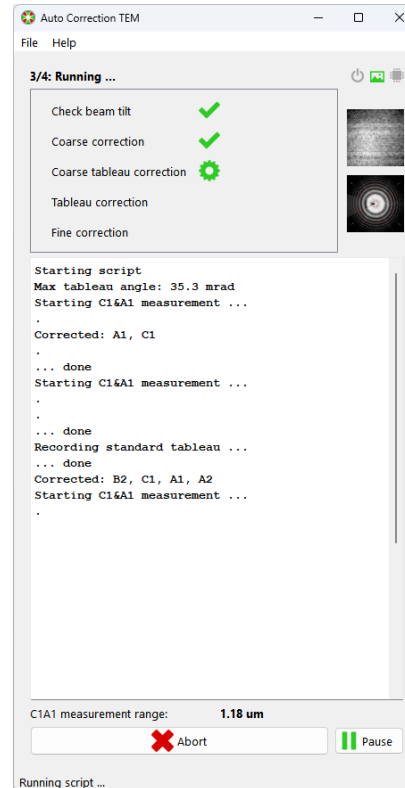 Auto Correction TEM
File Help
3/4: Running ...
Check beam tilt
Coarse correction
Coarse tableau correction
Tableau correction
Fine correction
Starting script
Max tableau angle: 35.3 mrad
Starting C1&A1 measurement ...
.
Corrected: A1, C1
.
... done
Starting C1&A1 measurement ...
.
.
... done
Recording standard tableau ...
... done
Corrected: B2, C1, A1, A2
Starting C1&A1 measurement ...
.
C1A1 measurement range: 1.18 um
Abort Pause
Running script ...